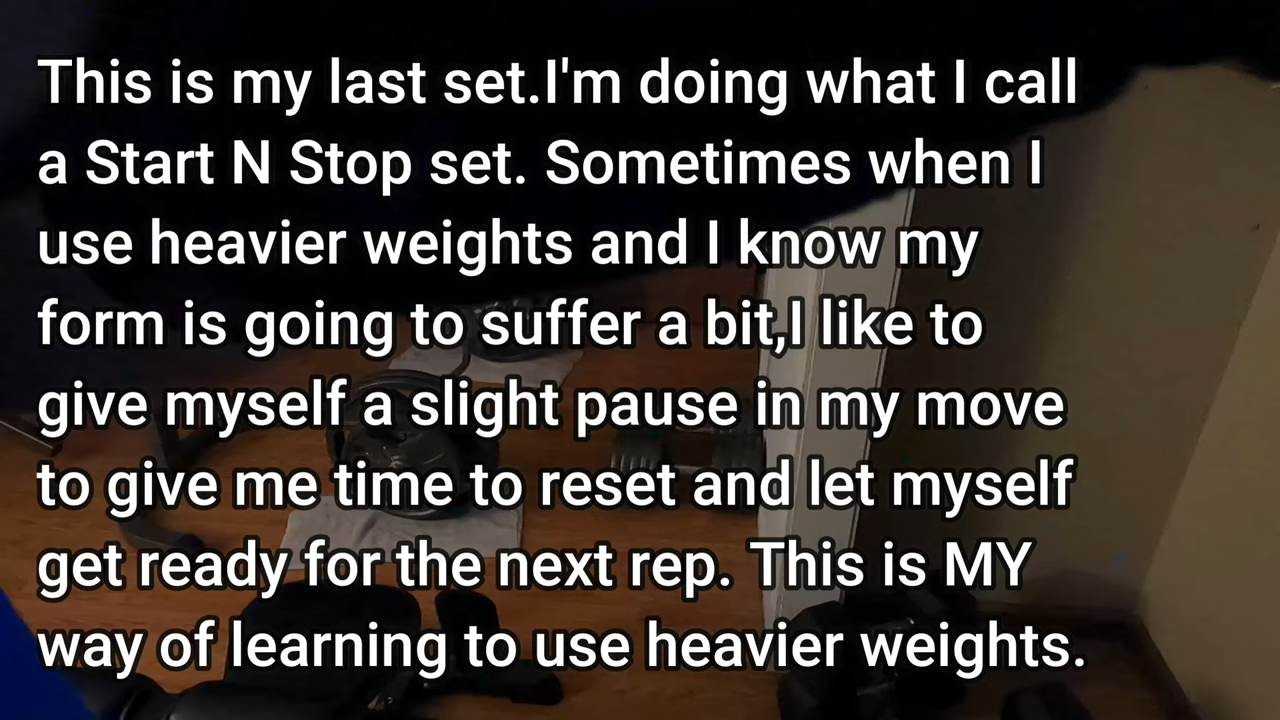 This is my last set.I'm doing what I call
a Start N Stop set. Sometimes when I
use heavier weights and I know my
form is going to suffer a bit,I like to
give myself a slight pause in my move
to give me time to reset and let myself
get ready for the next rep. This is MY
way of learning to use heavier weights.